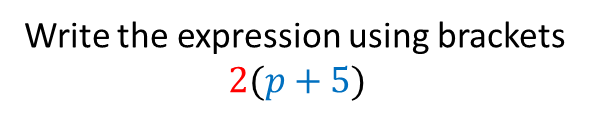 Write the expression using brackets
2(p + 5)